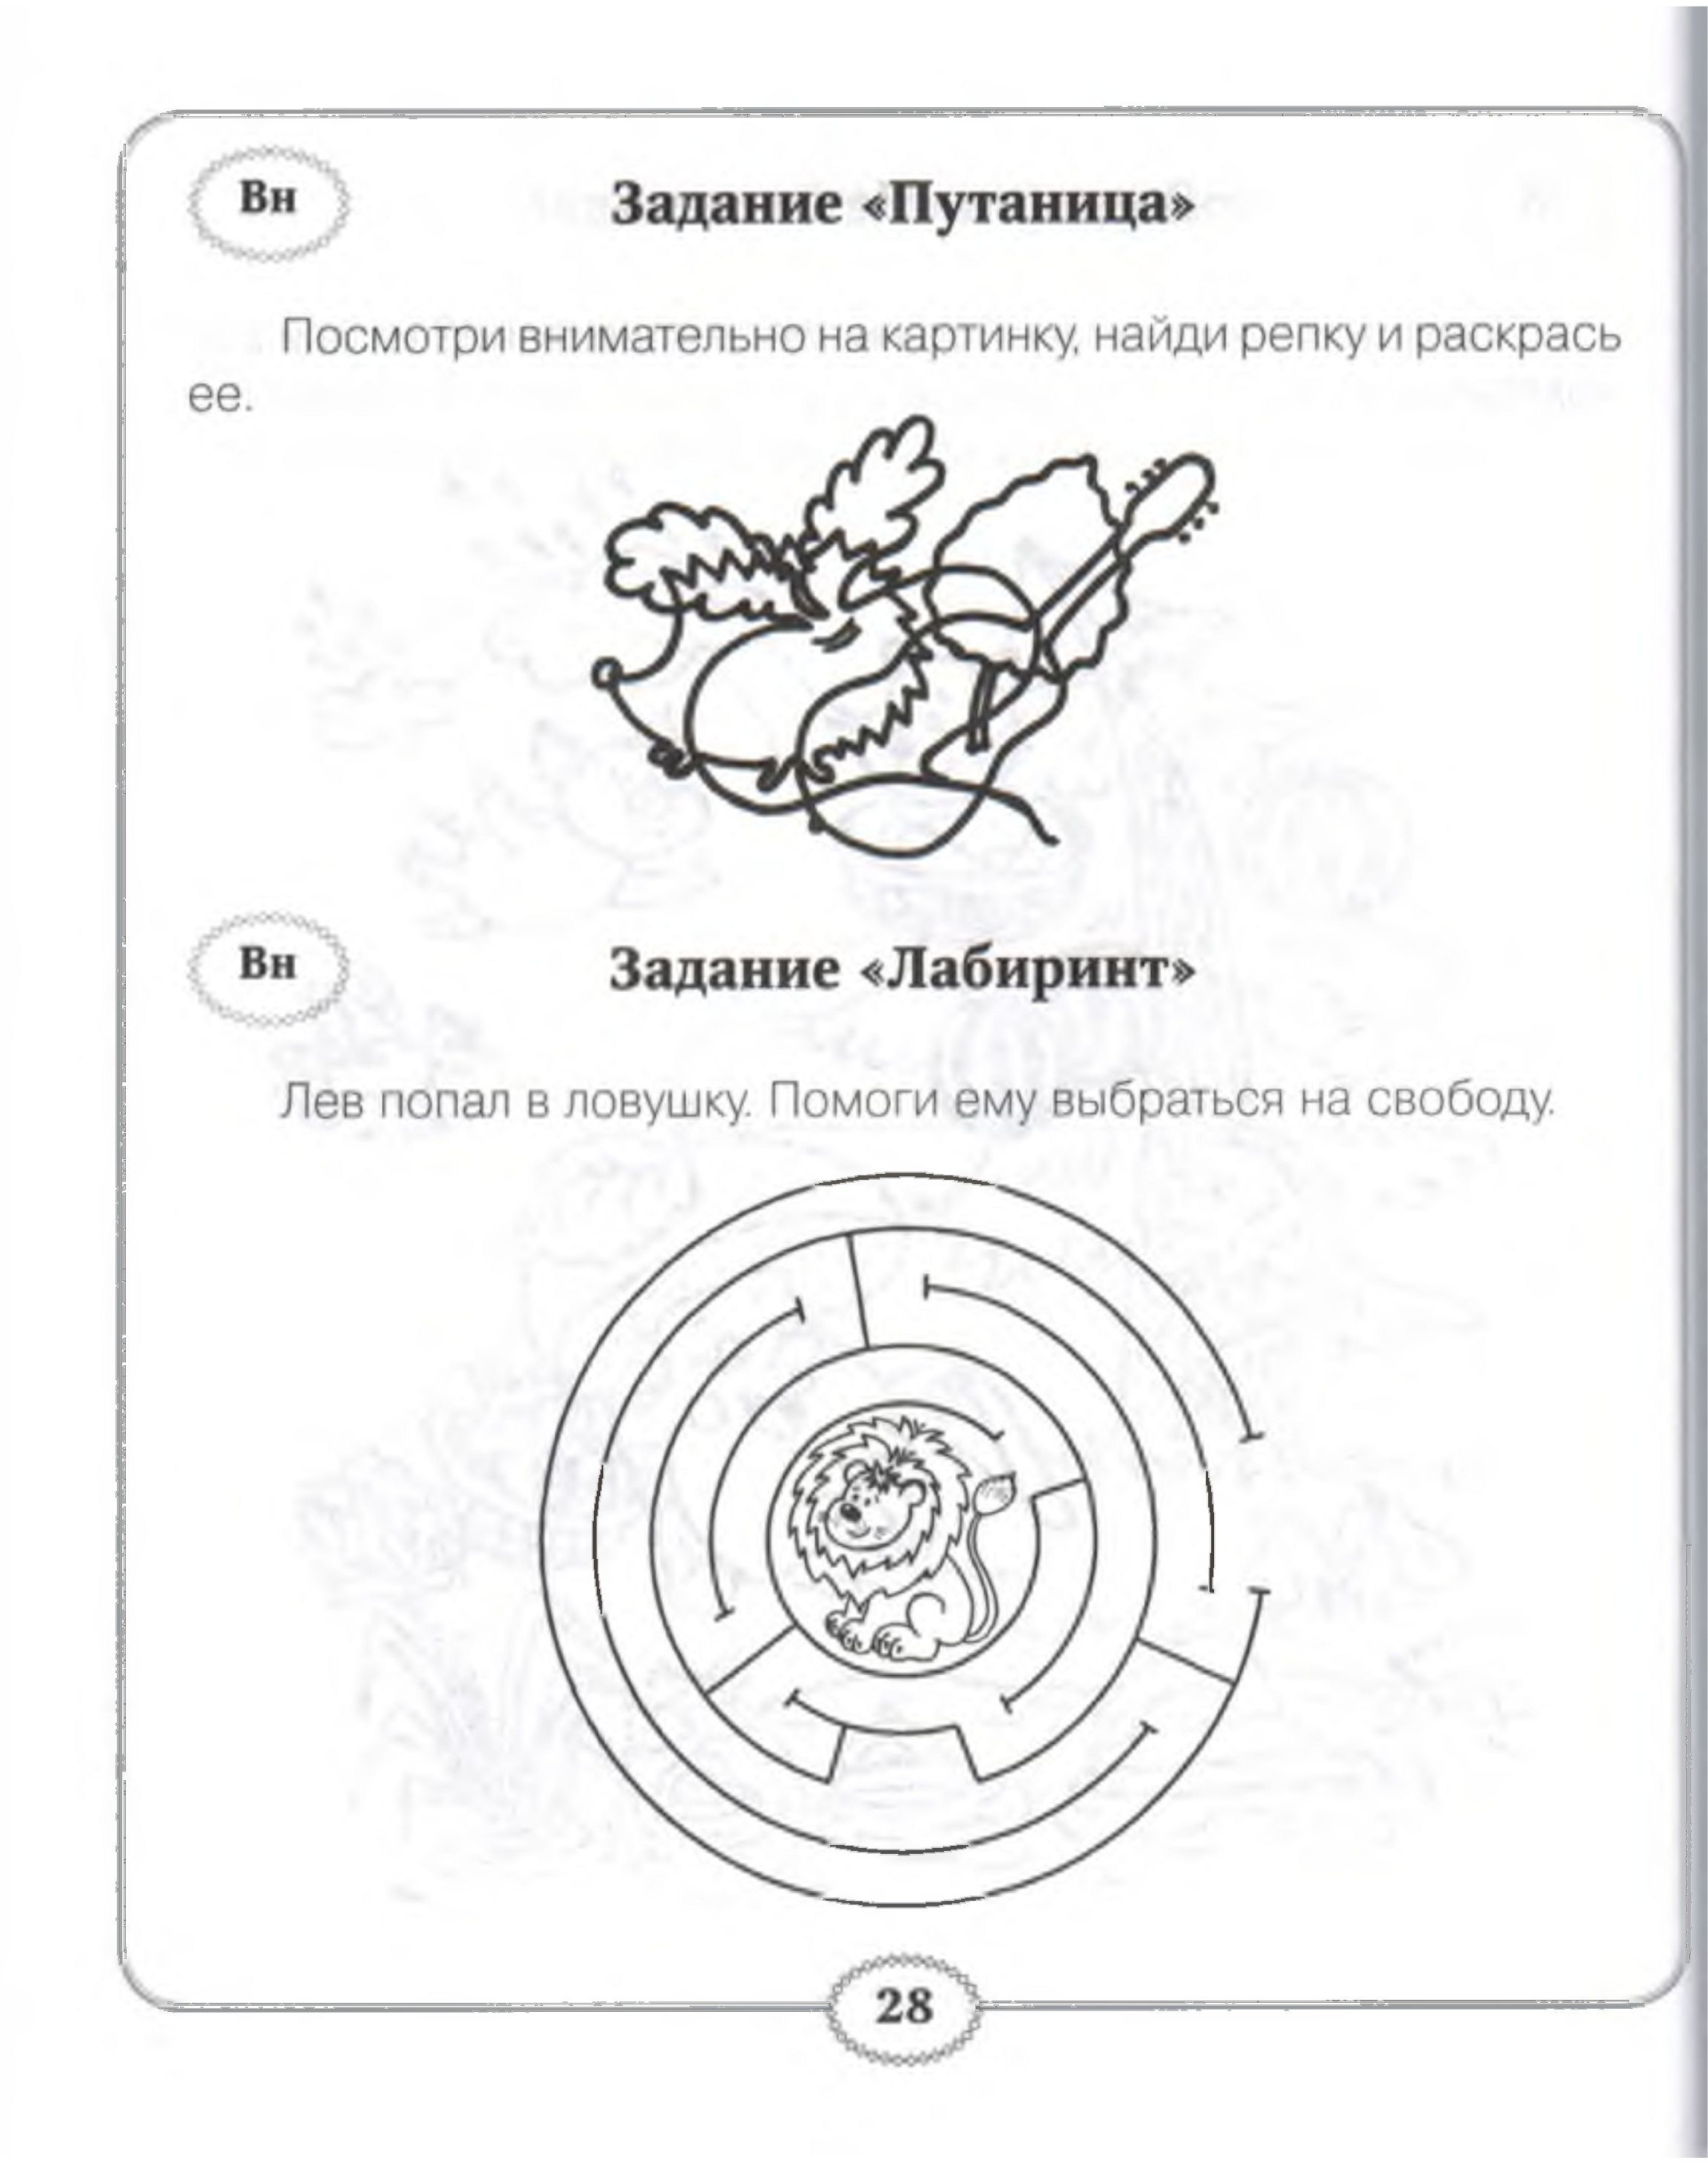 Вн
Задание «Путаница»
Посмотри внимательно на картинку, найди репку и раскрась
ее.
Вн
Задание «Лабиринт»
Лев попал в ловушку. Помоги ему выбраться на свободу.
28